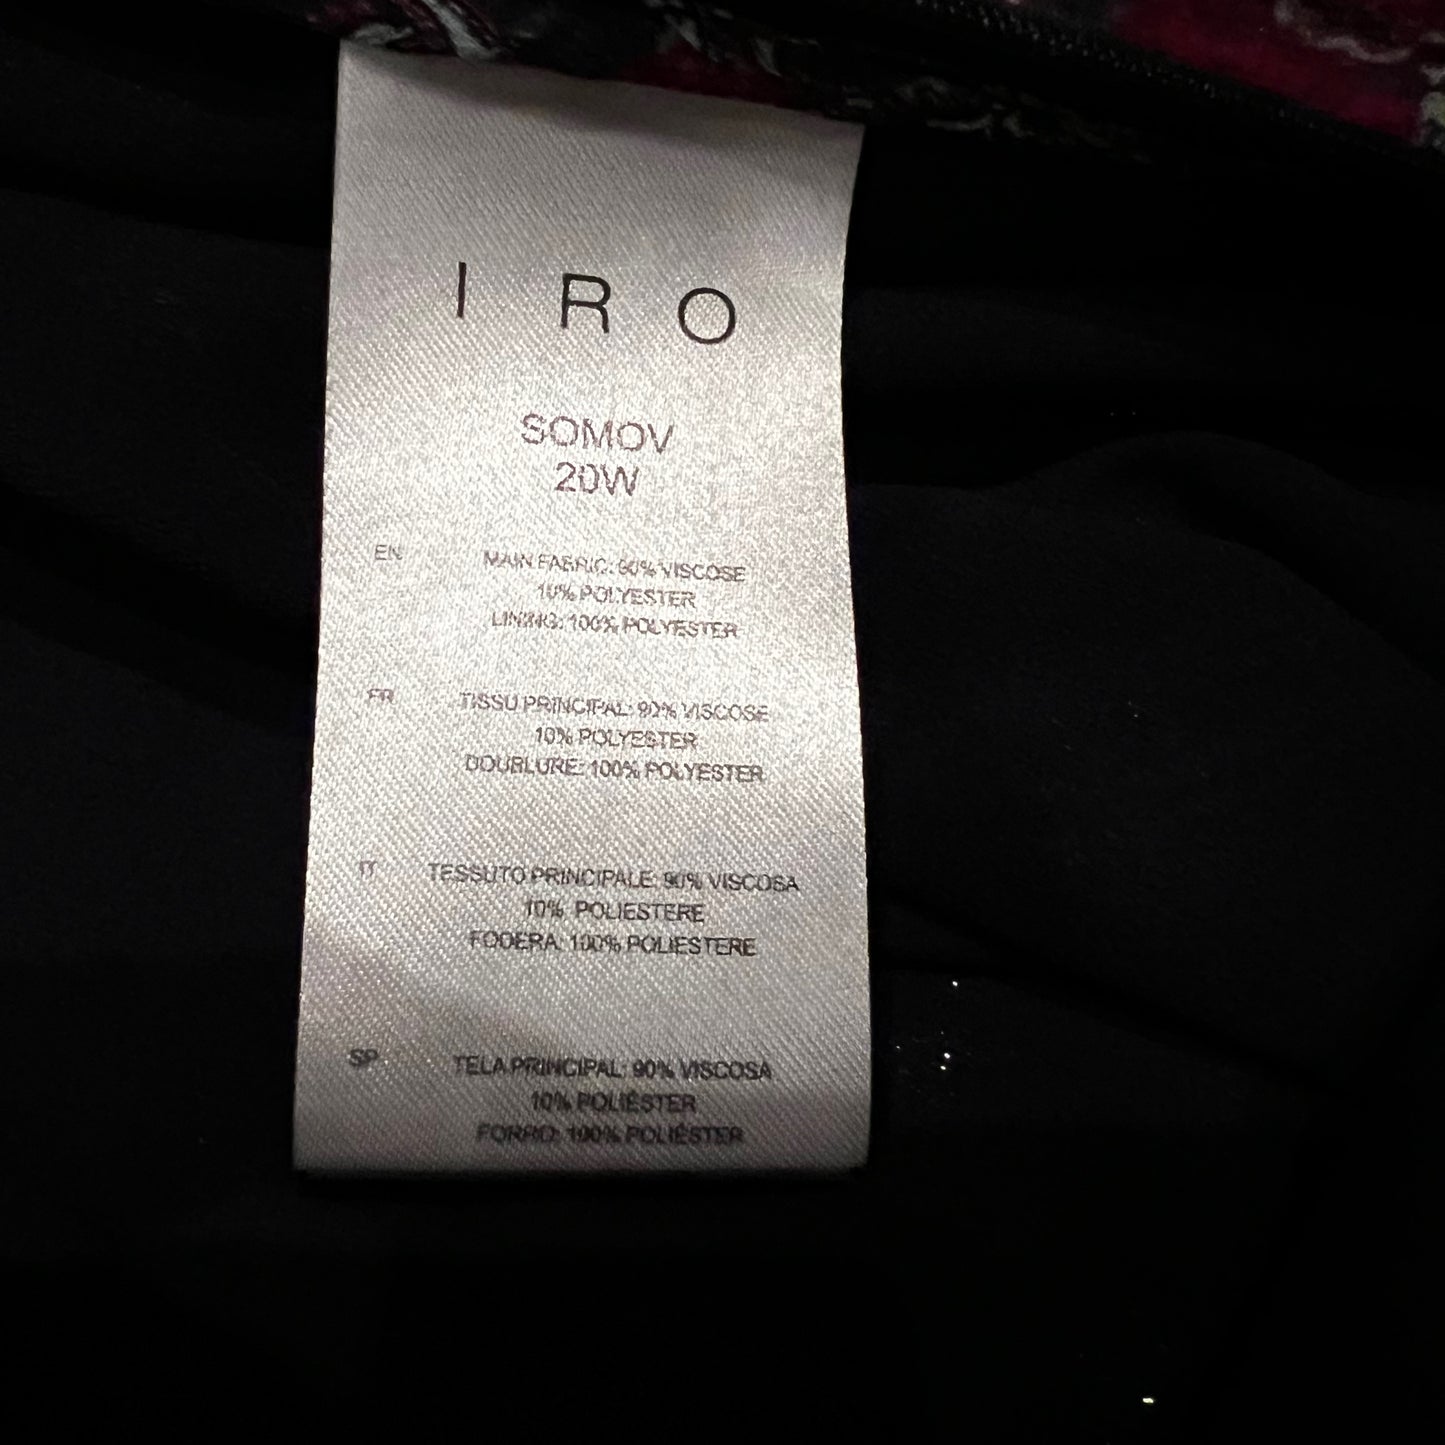 I R O
SOMOV
20W
EN
MAIN FABRIC: 90% VISCOSE
10% POLYESTER
LINING: 100% POLYESTER
FR
TISSU PRINCIPAL: 90% VISCOSE
10% POLYESTER
DOUBLURE: 100% POLYESTER
IT
TESSUTO PRINCIPALE: 90% VISCOSA
10% POLIESTERE
FODERA: 100% POLIESTERE
SP
TELA PRINCIPAL: 90% VISCOSA
10% POLIÉSTER
FORRO: 100% POLIÉSTER